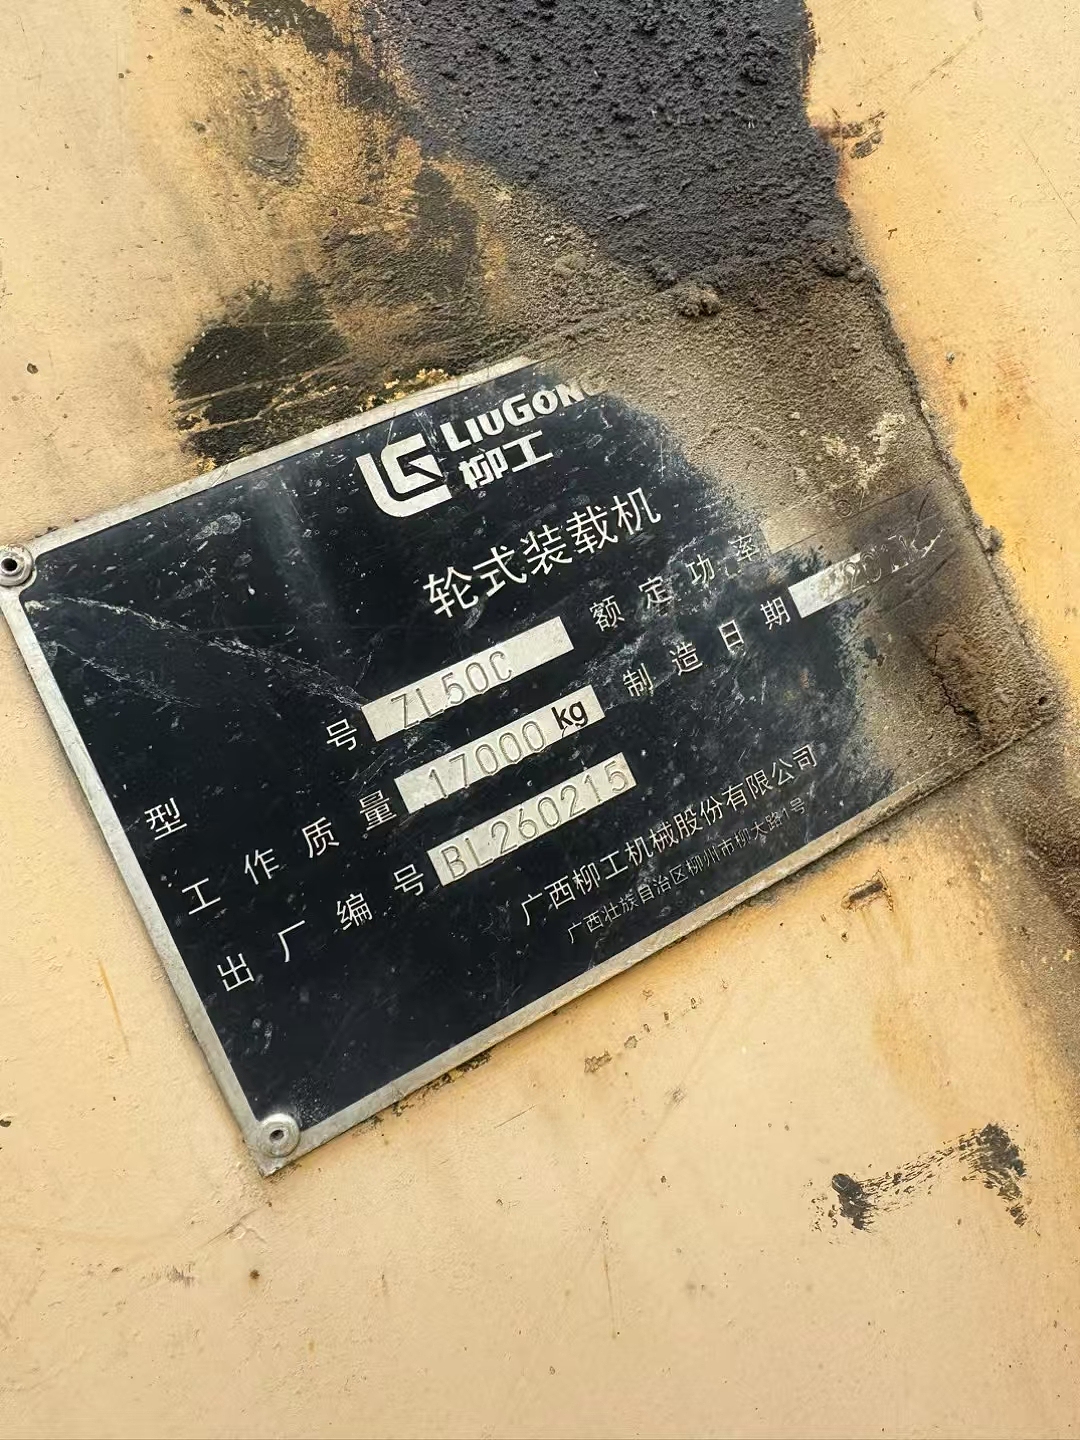 LIUGONG
柳工
轮式装载机
型号 ZL50C 额定功率
工作质量 17000 kg 制造日期
出厂编号 BL260215
广西柳工机械股份有限公司
广西壮族自治区柳州市柳太路1号